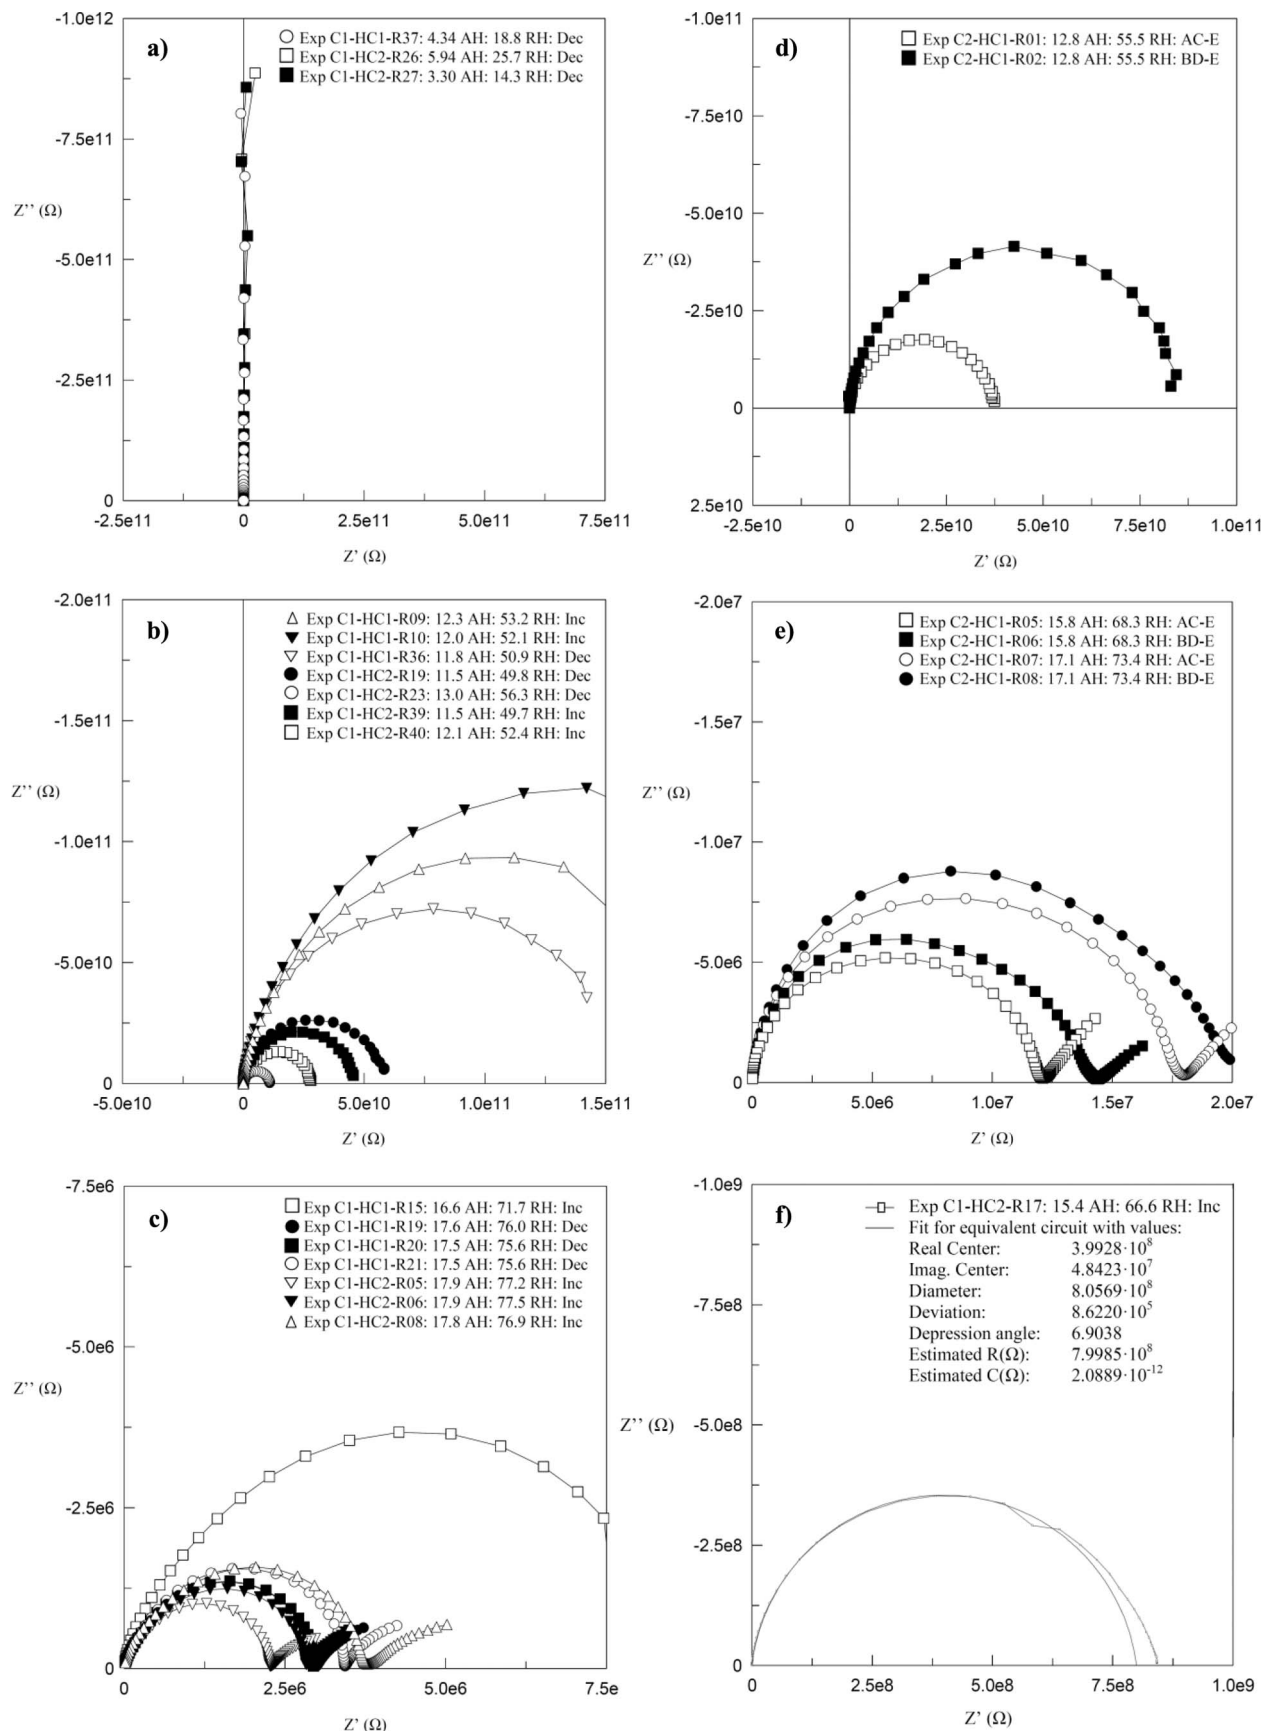 a)
-1.0e12
-7.5e11
-5.0e11
-2.5e11
0
Z’’ (Ω)
Exp C1-HC1-R37: 4.34 AH: 18.8 RH: Dec
Exp C1-HC2-R26: 5.94 AH: 25.7 RH: Dec
Exp C1-HC2-R27: 3.30 AH: 14.3 RH: Dec
-2.5e11 0 2.5e11 5.0e11 7.5e11
Z’ (Ω)
d)
-1.0e11
-7.5e10
-5.0e10
-2.5e10
0
2.5e10
Z’’ (Ω)
Exp C2-HC1-R01: 12.8 AH: 55.5 RH: AC-E
Exp C2-HC1-R02: 12.8 AH: 55.5 RH: BD-E
-2.5e10 0 2.5e10 5.0e10 7.5e10 1.0e11
Z’ (Ω)
b)
-2.0e11
-1.5e11
-1.0e11
-5.0e10
0
Z’’ (Ω)
Exp C1-HC1-R09: 12.3 AH: 53.2 RH: Inc
Exp C1-HC1-R10: 12.0 AH: 52.1 RH: Inc
Exp C1-HC1-R36: 11.8 AH: 50.9 RH: Dec
Exp C1-HC2-R19: 11.5 AH: 49.8 RH: Dec
Exp C1-HC2-R23: 13.0 AH: 56.3 RH: Dec
Exp C1-HC2-R39: 11.5 AH: 49.7 RH: Inc
Exp C1-HC2-R40: 12.1 AH: 52.4 RH: Inc
-5.0e10 0 5.0e10 1.0e11 1.5e11
Z’ (Ω)
e)
-2.0e7
-1.5e7
-1.0e7
-5.0e6
0
Z’’ (Ω)
Exp C2-HC1-R05: 15.8 AH: 68.3 RH: AC-E
Exp C2-HC1-R06: 15.8 AH: 68.3 RH: BD-E
Exp C2-HC1-R07: 17.1 AH: 73.4 RH: AC-E
Exp C2-HC1-R08: 17.1 AH: 73.4 RH: BD-E
0 5.0e6 1.0e7 1.5e7 2.0e7
Z’ (Ω)
c)
-7.5e6
-5.0e6
-2.5e6
0
Z’’ (Ω)
Exp C1-HC1-R15: 16.6 AH: 71.7 RH: Inc
Exp C1-HC1-R19: 17.6 AH: 76.0 RH: Dec
Exp C1-HC1-R20: 17.5 AH: 75.6 RH: Dec
Exp C1-HC1-R21: 17.5 AH: 75.6 RH: Dec
Exp C1-HC2-R05: 17.9 AH: 77.2 RH: Inc
Exp C1-HC2-R06: 17.9 AH: 77.5 RH: Inc
Exp C1-HC2-R08: 17.8 AH: 76.9 RH: Inc
0 2.5e6 5.0e6 7.5e
Z’ (Ω)
f)
-1.0e9
-7.5e8
-5.0e8
-2.5e8
0
Z’’ (Ω)
Exp C1-HC2-R17: 15.4 AH: 66.6 RH: Inc
Fit for equivalent circuit with values:
Real Center: 3.9928·10⁸
Imag. Center: 4.8423·10⁷
Diameter: 8.0569·10⁸
Deviation: 8.6220·10⁵
Depression angle: 6.9038
Estimated R(Ω): 7.9985·10⁸
Estimated C(Ω): 2.0889·10⁻¹²
0 2.5e8 5.0e8 7.5e8 1.0e9
Z’ (Ω)